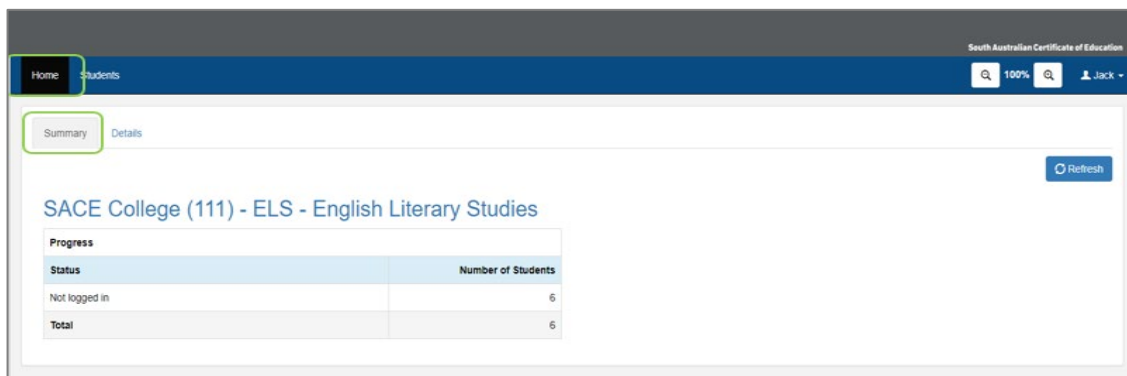 South Australian Certificate of Education
Home Students 100% Jack
Summary Details
Refresh
SACE College (111) - ELS - English Literary Studies
Progress
Status Number of Students
Not logged in 6
Total 6